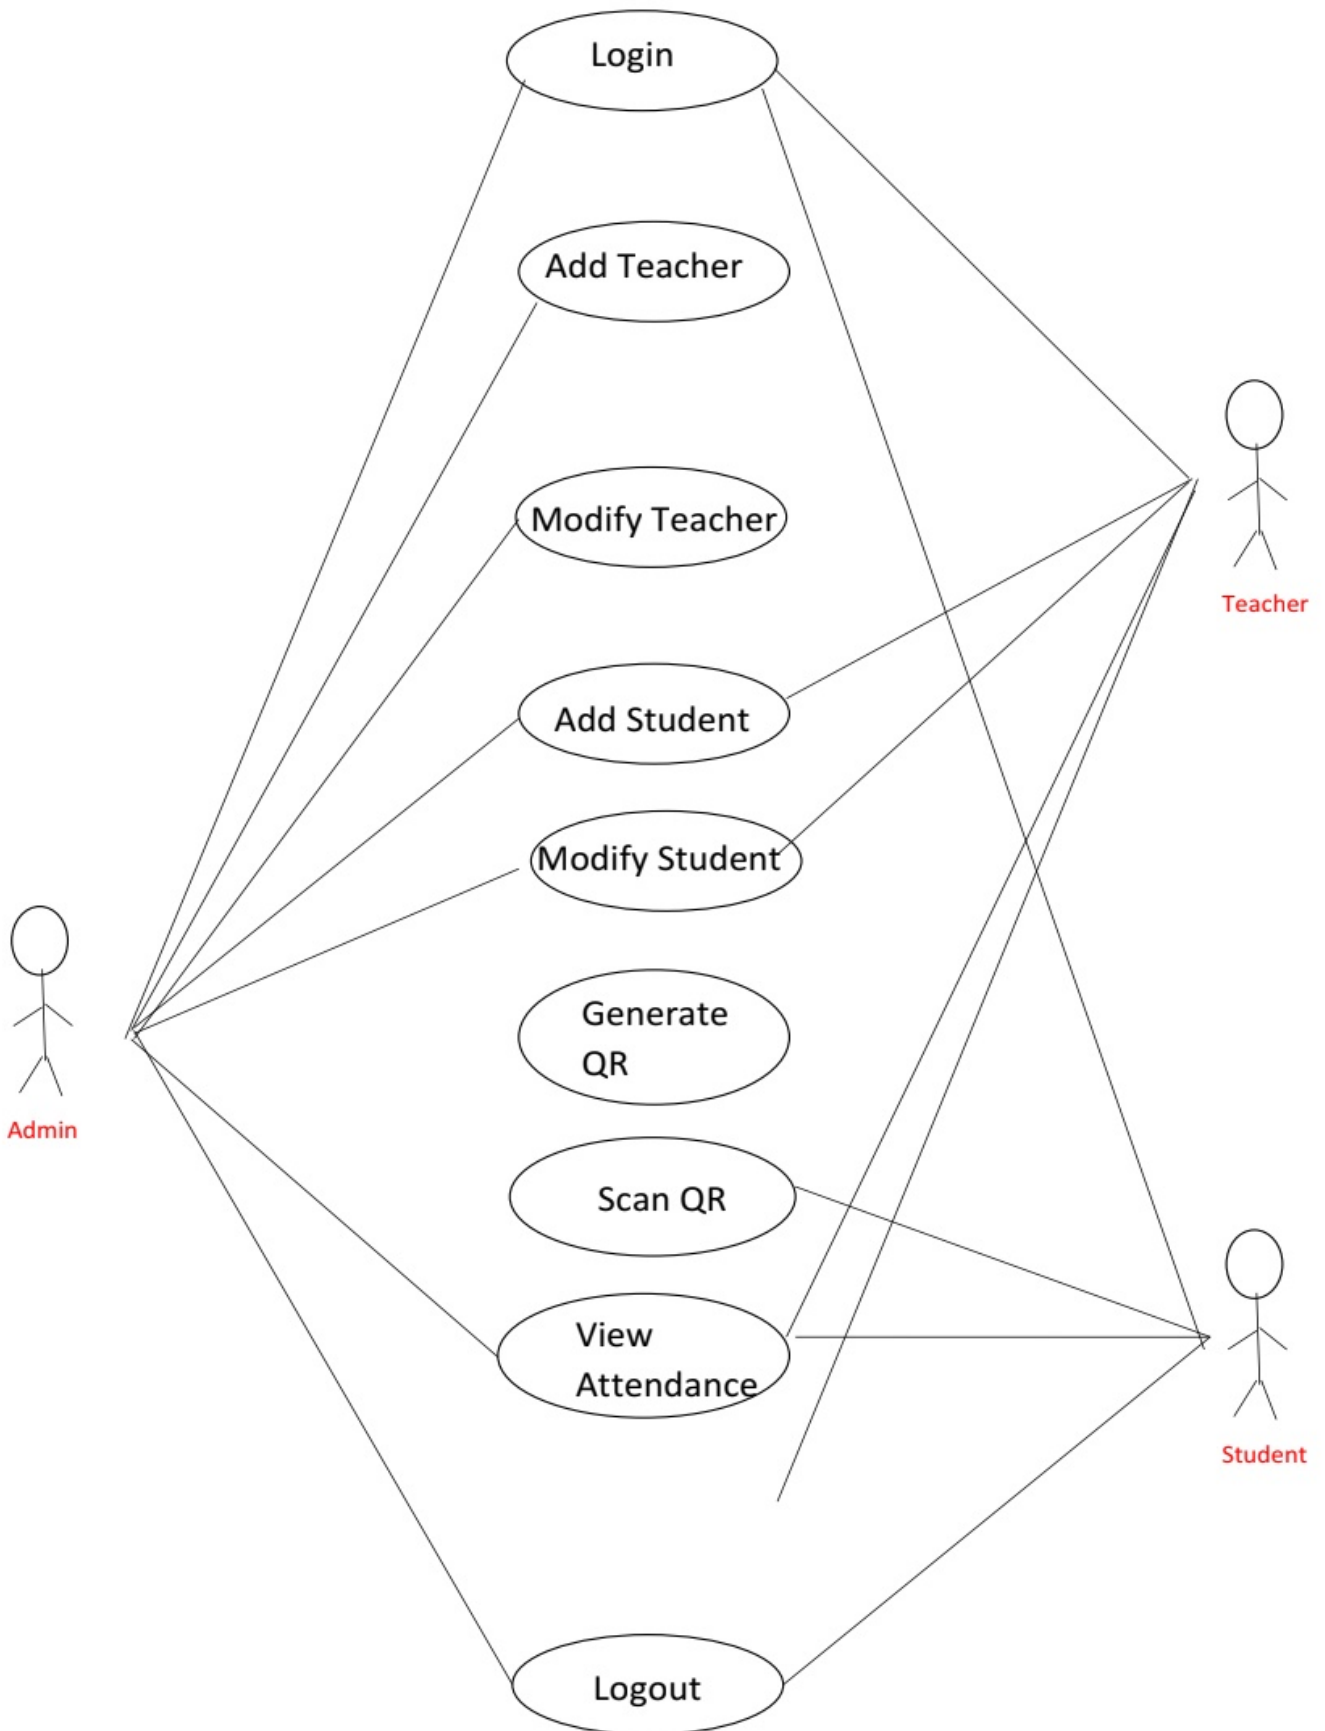 Login
Add Teacher
Modify Teacher
Teacher
Add Student
Modify Student
Generate
QR
Admin
Scan QR
View
Attendance
Student
Logout